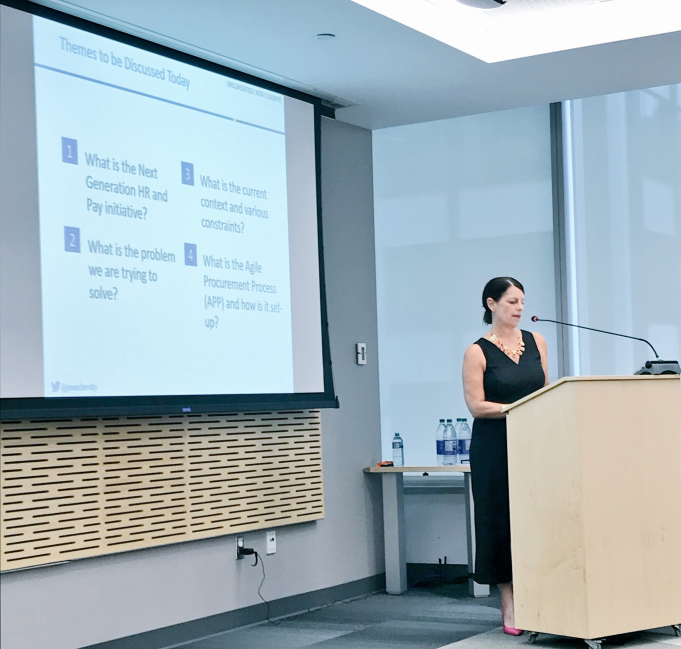 Themes to be Discussed Today
1
What is the Next
Generation HR and
Pay initiative?
2
What is the problem
we are trying to
solve?
3
What is the current
context and various
constraints?
4
What is the Agile
Procurement Process
(APP) and how is it set-
up?